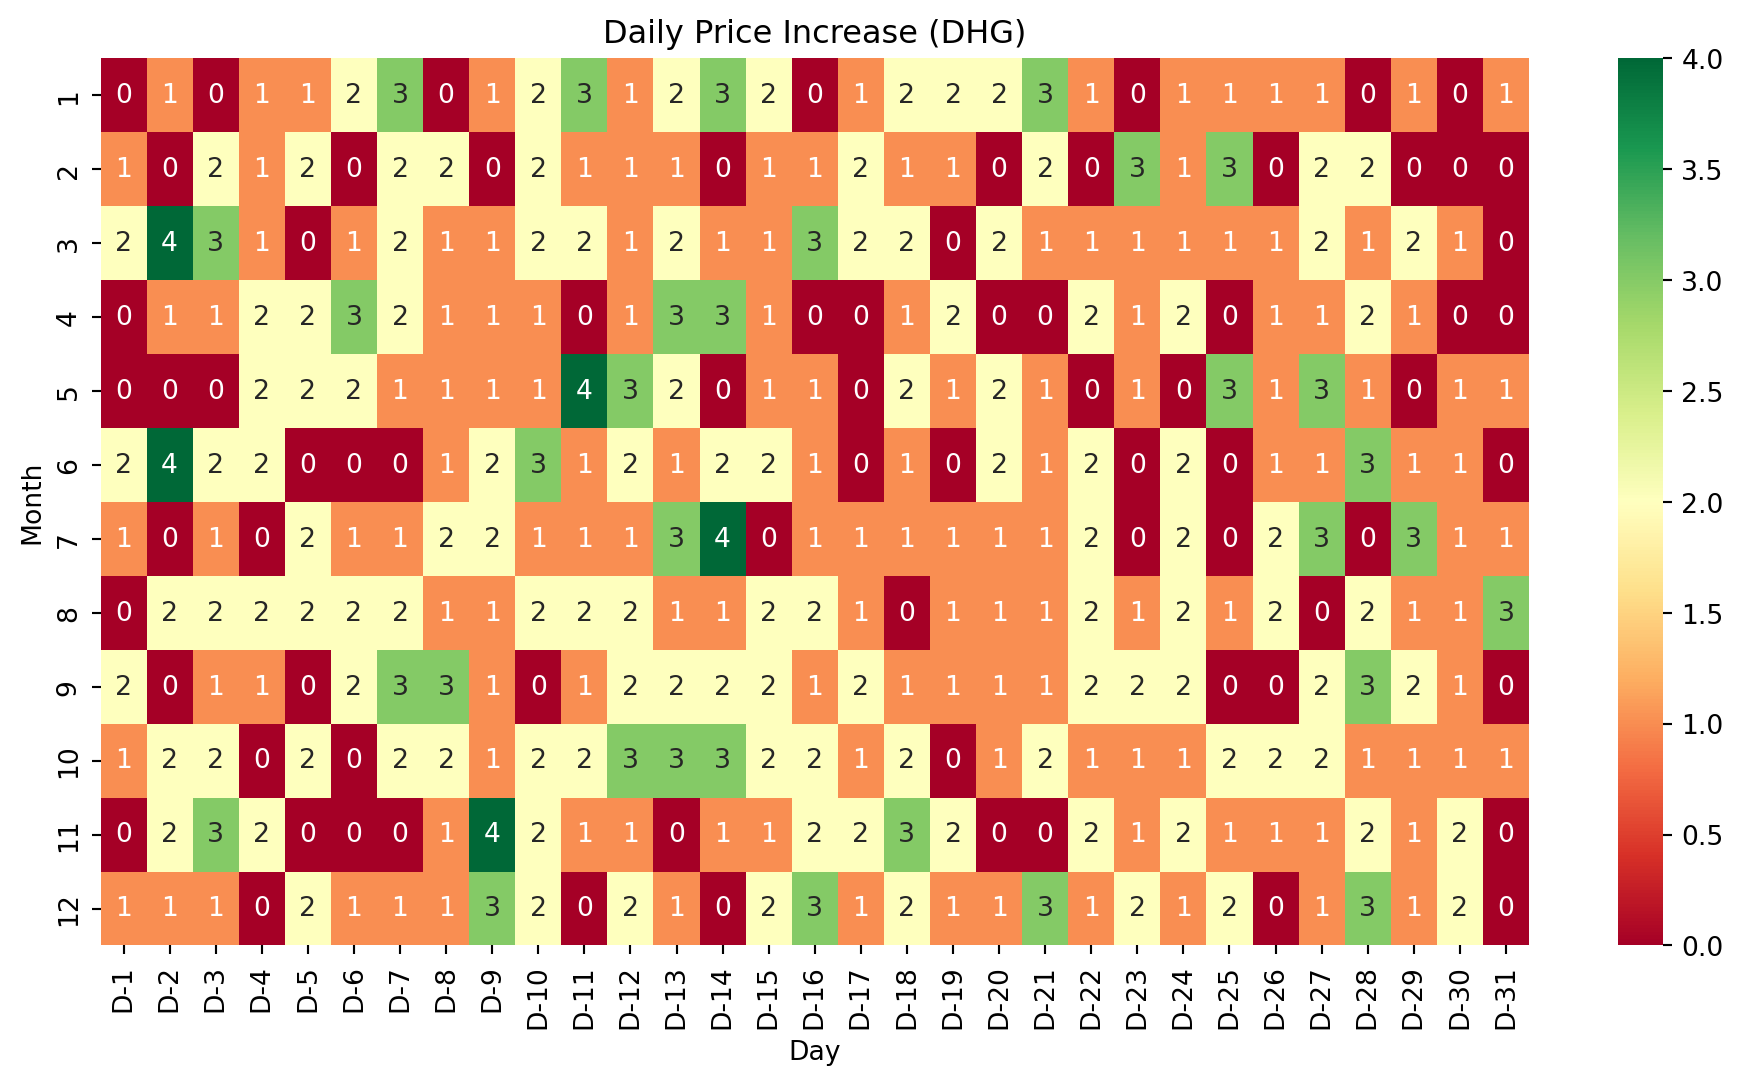 Daily Price Increase (DHG)
1 0 1 0 1 1 2 3 0 1 2 3 1 2 3 2 0 1 2 2 2 3 1 0 1 1 1 1 0 1 0 1
2 1 0 2 1 2 0 2 2 0 2 1 1 1 0 1 1 2 1 1 0 2 0 3 1 3 0 2 2 0 0 0
3 2 4 3 1 0 1 2 1 1 2 2 1 2 1 1 3 2 2 0 2 1 1 1 1 1 1 2 1 2 1 0
4 0 1 1 2 2 3 2 1 1 1 0 1 3 3 1 0 0 1 2 0 0 2 1 2 0 1 1 2 1 0 0
5 0 0 0 2 2 2 1 1 1 1 4 3 2 0 1 1 0 2 1 2 1 0 1 0 3 1 3 1 0 1 1
6 2 4 2 2 0 0 0 1 2 3 1 2 1 2 2 1 0 1 0 2 1 2 0 2 0 1 1 3 1 1 0
7 1 0 1 0 2 1 1 2 2 1 1 1 3 4 0 1 1 1 1 1 1 2 0 2 0 2 3 0 3 1 1
8 0 2 2 2 2 2 2 1 1 2 2 2 1 1 2 2 1 0 1 1 1 2 1 2 1 2 0 2 1 1 3
9 2 0 1 1 0 2 3 3 1 0 1 2 2 2 2 1 2 1 1 1 1 2 2 2 0 0 2 3 2 1 0
10 1 2 2 0 2 0 2 2 1 2 2 3 3 3 2 2 1 2 0 1 2 1 1 1 2 2 2 1 1 1 1
11 0 2 3 2 0 0 0 1 4 2 1 1 0 1 1 2 2 3 2 0 0 2 1 2 1 1 1 2 1 2 0
12 1 1 1 0 2 1 1 1 3 2 0 2 1 0 2 3 1 2 1 1 3 1 2 1 2 0 1 3 1 2 0
Month
D-1 D-2 D-3 D-4 D-5 D-6 D-7 D-8 D-9 D-10 D-11 D-12 D-13 D-14 D-15 D-16 D-17 D-18 D-19 D-20 D-21 D-22 D-23 D-24 D-25 D-26 D-27 D-28 D-29 D-30 D-31
Day
4.0
3.5
3.0
2.5
2.0
1.5
1.0
0.5
0.0